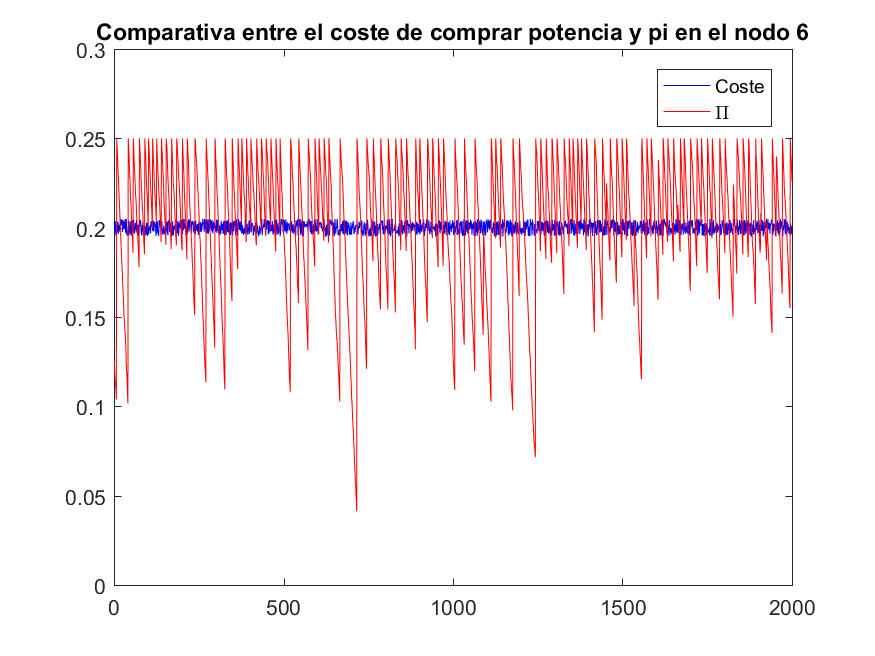 Comparativa entre el coste de comprar potencia y pi en el nodo 6
0.3
0.25
0.2
0.15
0.1
0.05
0
0 500 1000 1500 2000
Coste
Π